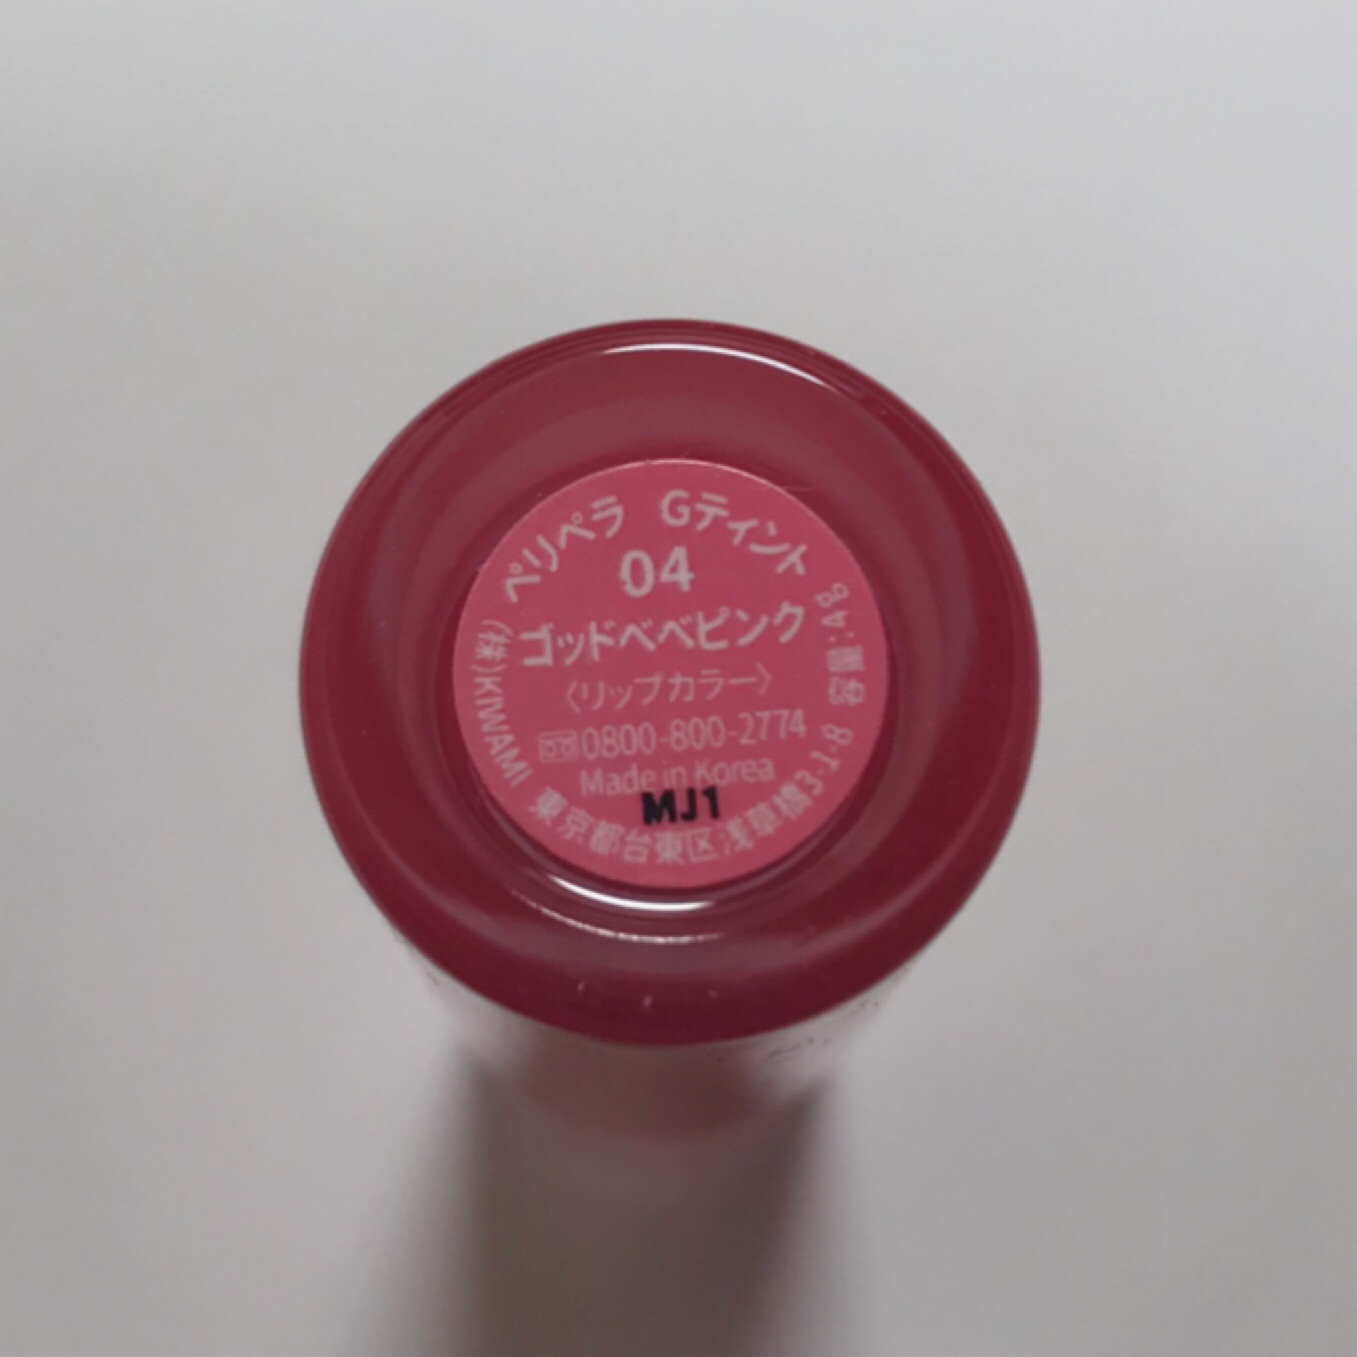 ペリペラ Gティント
04
ゴッドベベピンク
〈リップカラー〉
0800-800-2774
Made in Korea
MJ1
(株)KIWAMI 東京都台東区浅草橋3-1-8 容量:4g